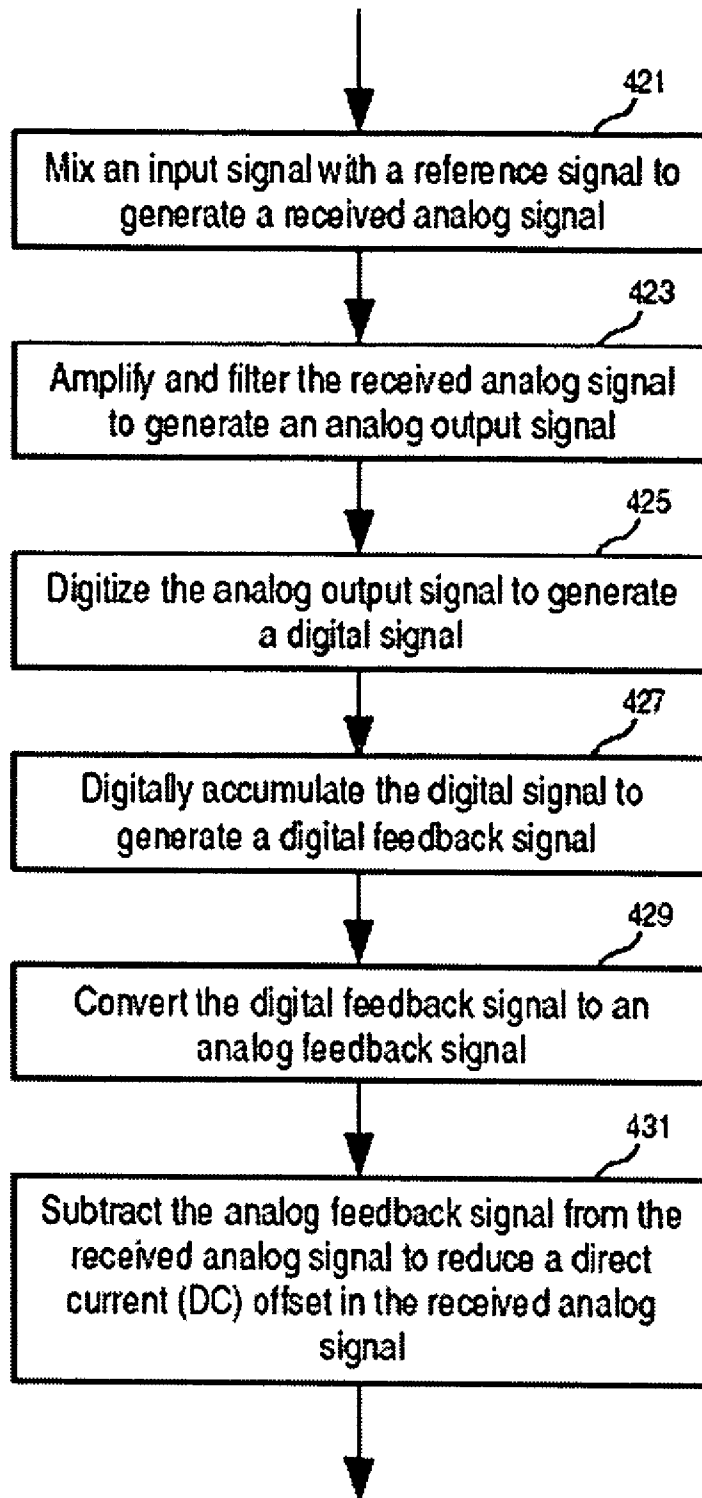 421
Mix an input signal with a reference signal to
generate a received analog signal
423
Amplify and filter the received analog signal
to generate an analog output signal
425
Digitize the analog output signal to generate
a digital signal
427
Digitally accumulate the digital signal to
generate a digital feedback signal
429
Convert the digital feedback signal to an
analog feedback signal
431
Subtract the analog feedback signal from the
received analog signal to reduce a direct
current (DC) offset in the received analog
signal